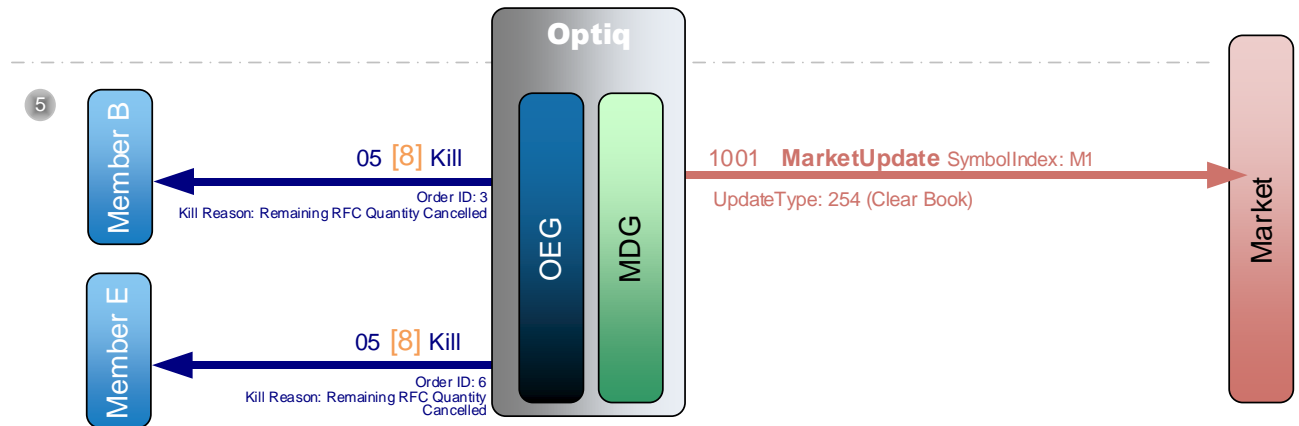 Optiq
5
Member B
05 [8] Kill
Order ID: 3
Kill Reason: Remaining RFC Quantity Cancelled
OEG
MDG
1001 MarketUpdate SymbolIndex: M1
UpdateType: 254 (Clear Book)
Market
Member E
05 [8] Kill
Order ID: 6
Kill Reason: Remaining RFC Quantity
Cancelled